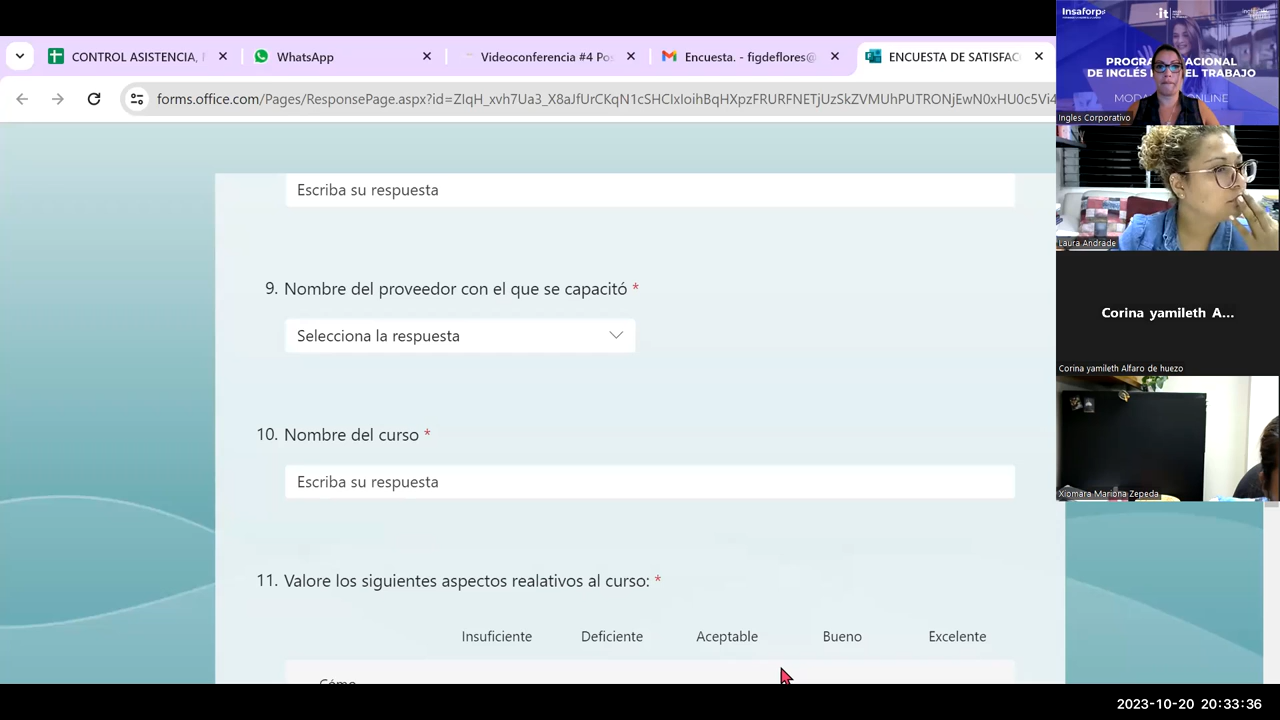 CONTROL ASISTENCIA,
WhatsApp
Videoconferencia #4 Po
Encuesta. - figdeflores@
ENCUESTA DE SATISFAC
forms.office.com/Pages/ResponsePage.aspx?id=
Escriba su respuesta
9. Nombre del proveedor con el que se capacitó *
Selecciona la respuesta
10. Nombre del curso *
Escriba su respuesta
11. Valore los siguientes aspectos realativos al curso: *
Insuficiente Deficiente Aceptable Bueno Excelente
Cómo
Insaforp
Ingles Corporativo
Laura Andrade
Corina yamileth A...
Corina yamileth Alfaro de huezo
Xiomara Mariona Zepeda
2023-10-20 20:33:36